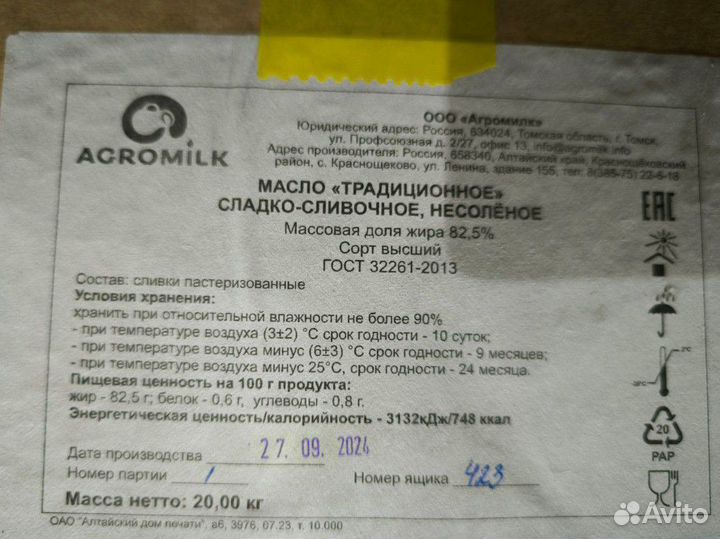 AGROMiLK
ООО «Агромилк»
Юридический адрес: Россия, 634024, Томская область, г. Томск,
ул. Профсоюзная д. 2/27, офис 13, info@agromilk.info
Адрес производителя: Россия, 658340, Алтайский край, Краснощёковский
район, с. Краснощеково, ул. Ленина, здание 155, тел: 8(385-75) 22-5-18
МАСЛО «ТРАДИЦИОННОЕ»
СЛАДКО-СЛИВОЧНОЕ, НЕСОЛЁНОЕ
Массовая доля жира 82,5%
Сорт высший
ГОСТ 32261-2013
EAC
Состав: сливки пастеризованные
Условия хранения:
хранить при относительной влажности не более 90%
- при температуре воздуха (3±2) °С срок годности - 10 суток;
- при температуре воздуха минус (6±3) °С срок годности - 9 месяцев;
- при температуре воздуха минус 25°С, срок годности - 24 месяца.
Пищевая ценность на 100 г продукта:
жир - 82,5 г; белок - 0,6 г, углеводы - 0,8 г.
Энергетическая ценность/калорийность - 3132кДж/748 ккал
20
PAP
Дата производства 27. 09. 2024
Номер партии 1 Номер ящика 423
Масса нетто: 20,00 кг
ОАО "Алтайский дом печати", в6, 3976, 07.23, т. 10.000
Avito